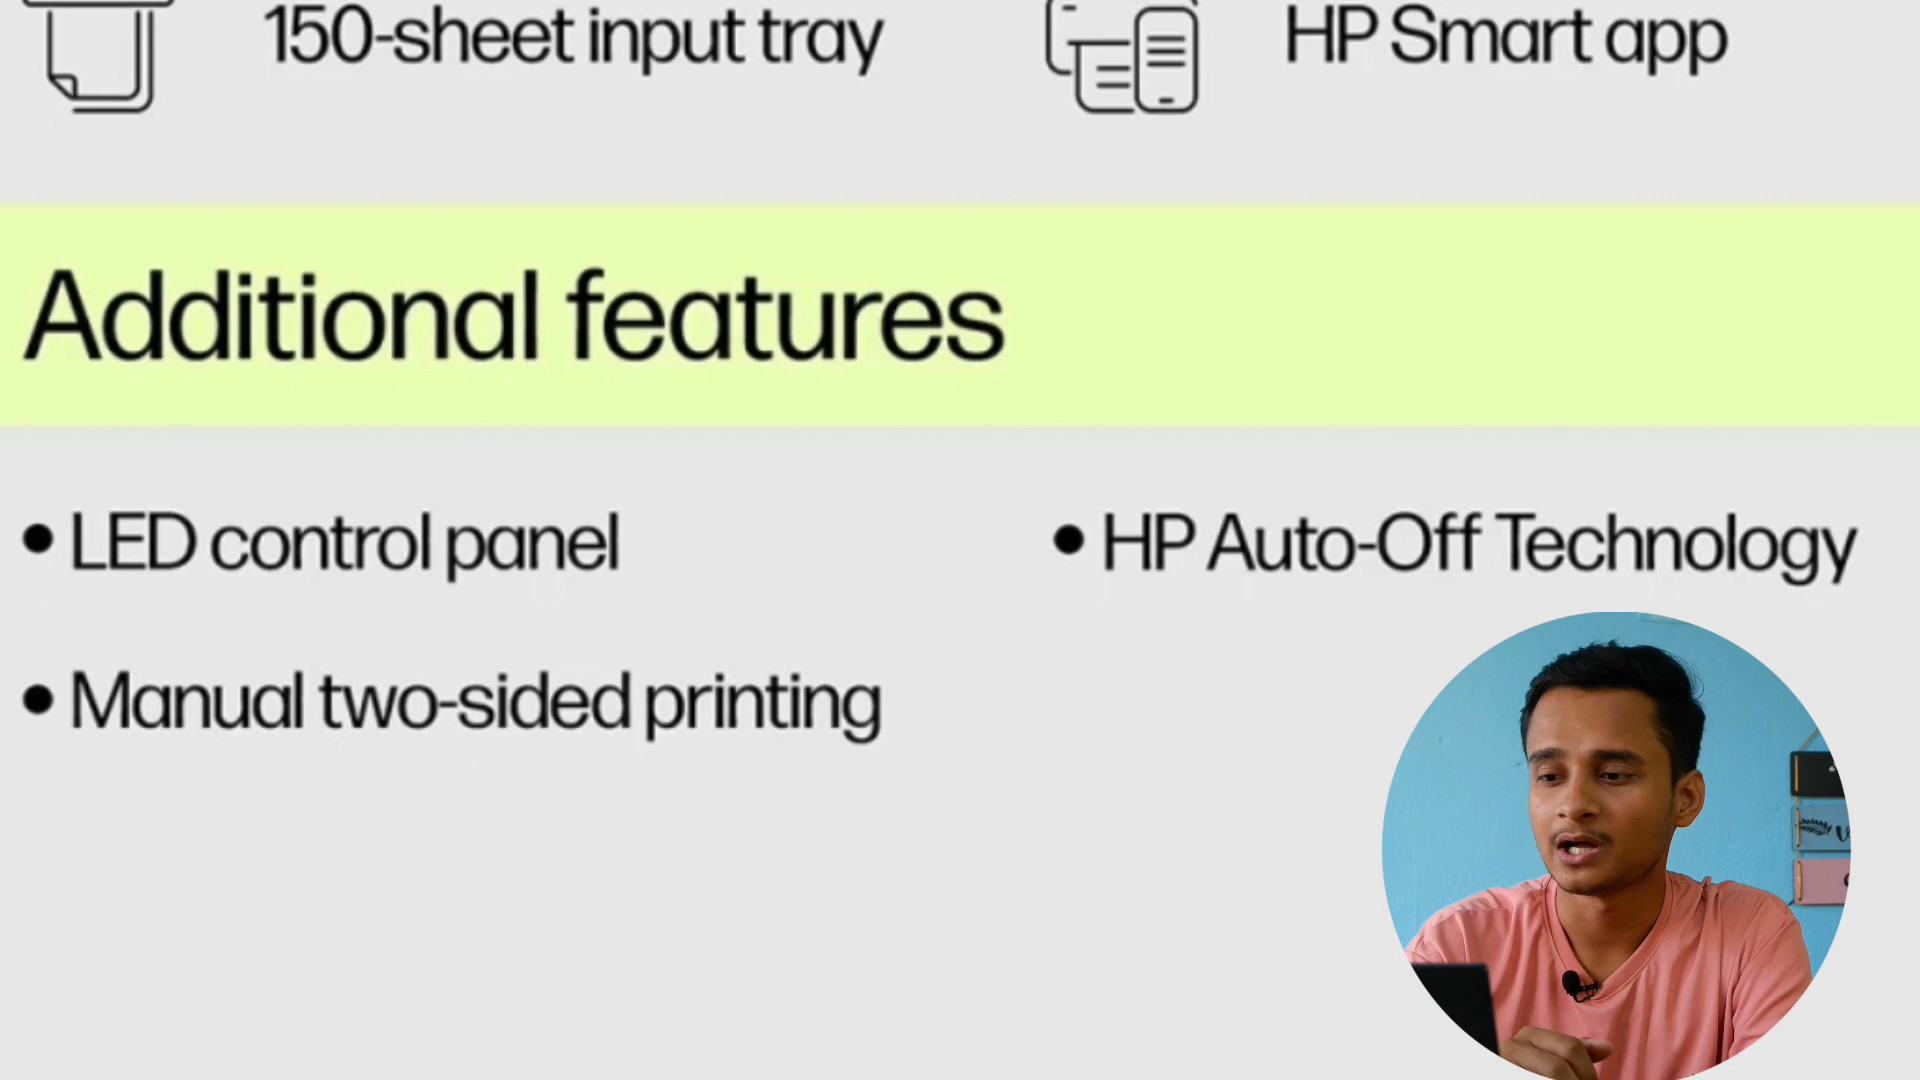 150-sheet input tray
HP Smart app
Additional features
• LED control panel
• HP Auto-Off Technology
• Manual two-sided printing